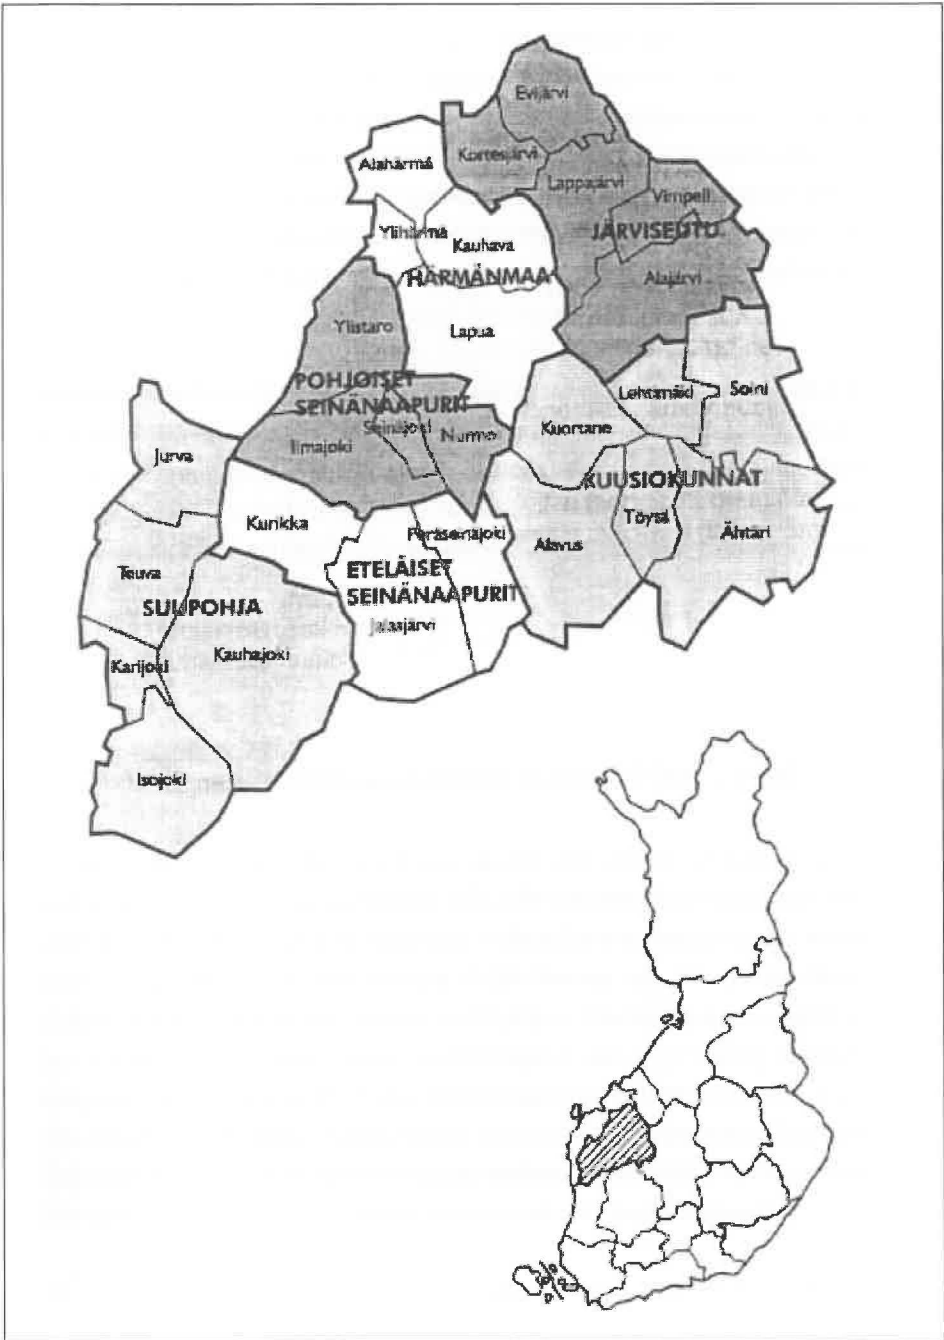 Evijärvi
Kortesjärvi
Alahärmä
Lappajärvi
Vimpeli
Ylihärmä
Kauhava
JÄRVISEUTU
HÄRMÄNMAA
Alajärvi
Ylistaro
Lapua
POHJOISET
SEINÄNAAPURIT
Lehtimäki
Soini
Seinäjoki
Nurmo
Kuortane
Ilmajoki
Jurva
KUUSIOKUNNAT
Kurikka
Töysä
Peräseinäjoki
Alavus
Ähtäri
Teuva
ETELÄISET
SEINÄNAAPURIT
SUUPOHJA
Jalasjärvi
Karijoki
Kauhajoki
Isojoki